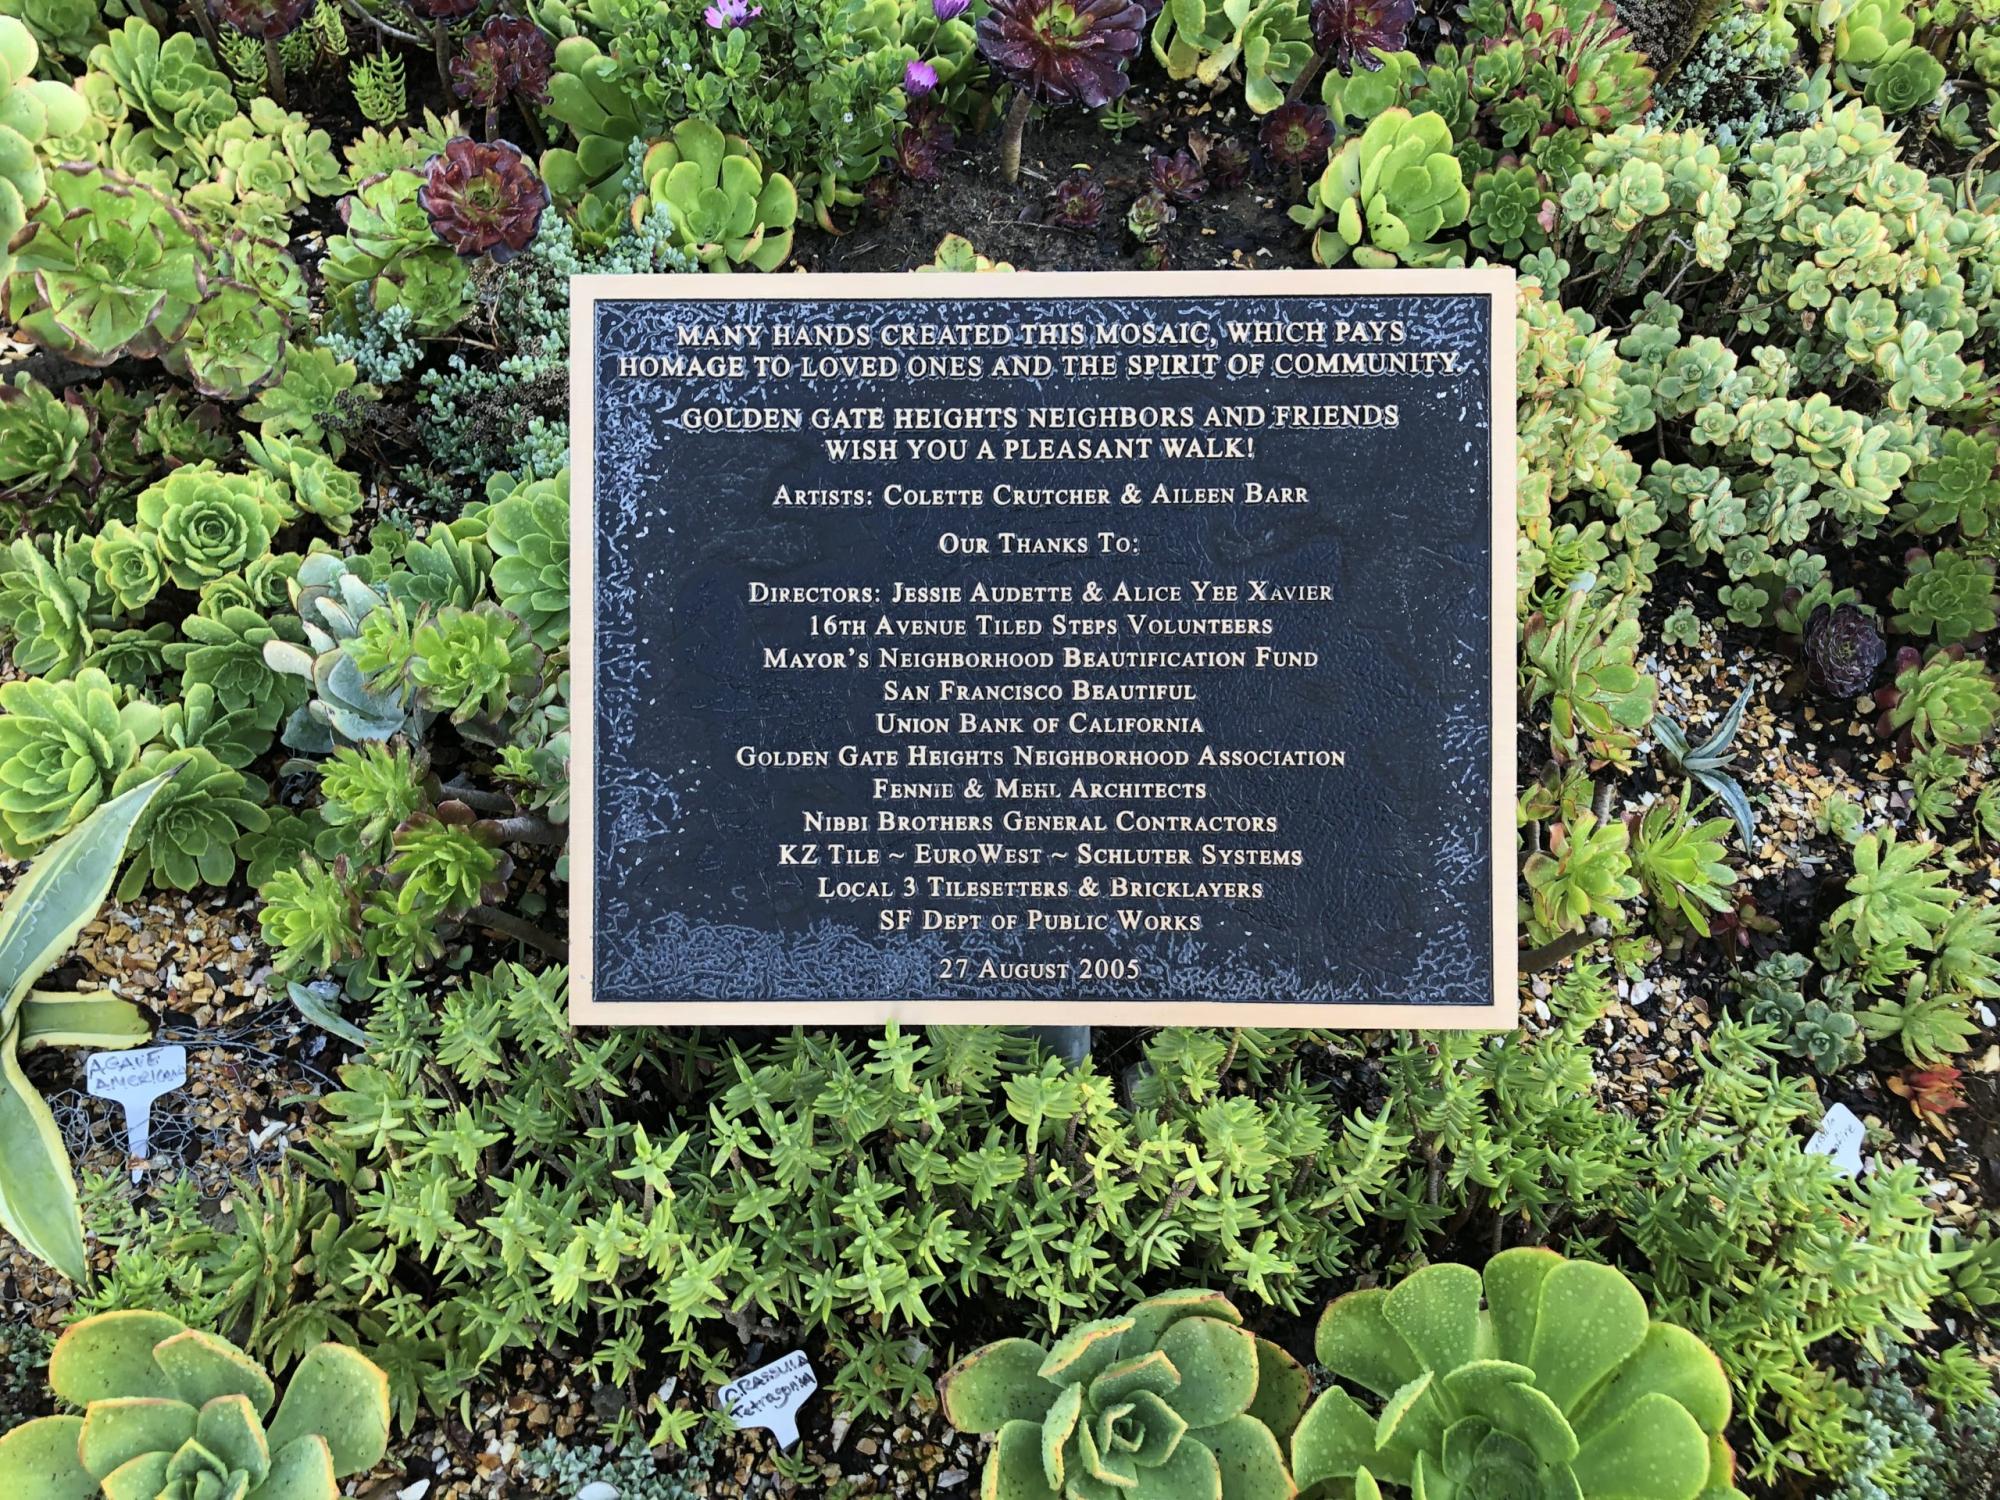 MANY HANDS CREATED THIS MOSAIC, WHICH PAYS
HOMAGE TO LOVED ONES AND THE SPIRIT OF COMMUNITY.
GOLDEN GATE HEIGHTS NEIGHBORS AND FRIENDS
WISH YOU A PLEASANT WALK!
ARTISTS: COLETTE CRUTCHER & AILEEN BARR
OUR THANKS TO:
DIRECTORS: JESSIE AUDETTE & ALICE YEE XAVIER
16TH AVENUE TILED STEPS VOLUNTEERS
MAYOR'S NEIGHBORHOOD BEAUTIFICATION FUND
SAN FRANCISCO BEAUTIFUL
UNION BANK OF CALIFORNIA
GOLDEN GATE HEIGHTS NEIGHBORHOOD ASSOCIATION
FENNIE & MEHL ARCHITECTS
NIBBI BROTHERS GENERAL CONTRACTORS
KZ TILE ~ EUROWEST ~ SCHLUTER SYSTEMS
LOCAL 3 TILESETTERS & BRICKLAYERS
SF DEPT OF PUBLIC WORKS
27 AUGUST 2005
AGAVE
AMERICANA
CRASSULA
Tetragonia